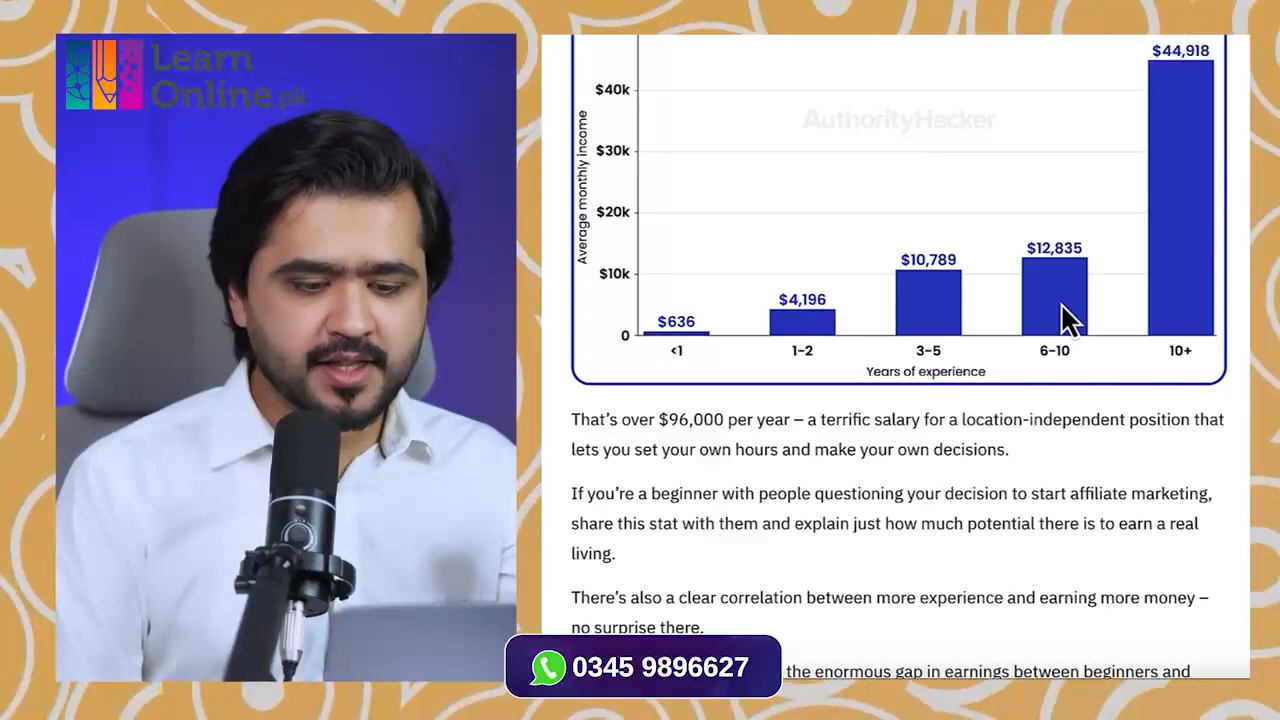 Learn
Online.pk
$44,918
$40k
AuthorityHacker
$30k
Average monthly income
$20k
$12,835
$10,789
$10k
$4,196
$636
0
<1
1-2
3-5
6-10
10+
Years of experience
That's over $96,000 per year – a terrific salary for a location-independent position that
lets you set your own hours and make your own decisions.
If you're a beginner with people questioning your decision to start affiliate marketing,
share this stat with them and explain just how much potential there is to earn a real
living.
There's also a clear correlation between more experience and earning more money –
no surprise there.
the enormous gap in earnings between beginners and
0345 9896627